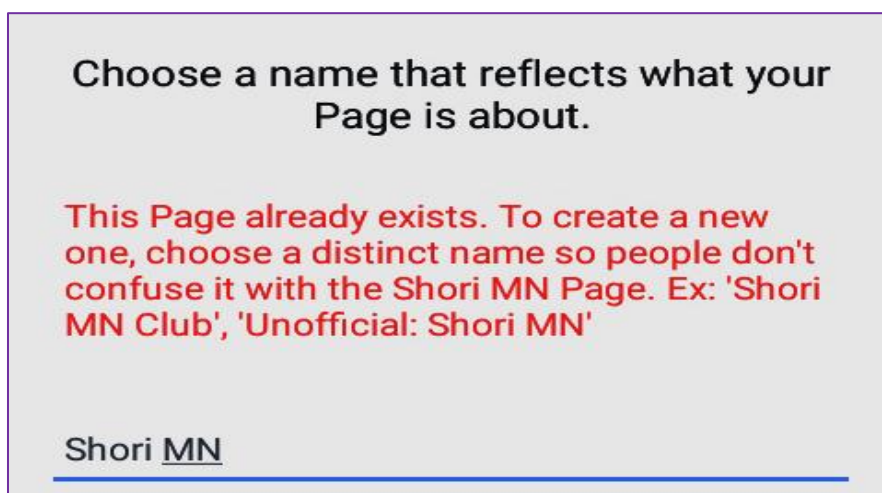 Choose a name that reflects what your
Page is about.
This Page already exists. To create a new
one, choose a distinct name so people don't
confuse it with the Shori MN Page. Ex: 'Shori
MN Club', 'Unofficial: Shori MN'
Shori MN